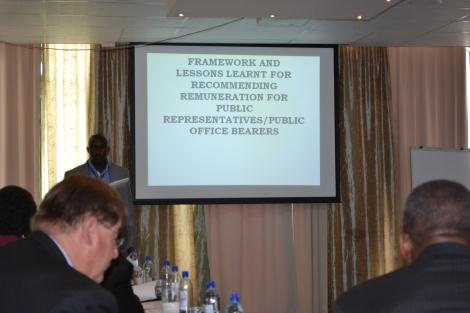 FRAMEWORK AND
LESSONS LEARNT FOR
RECOMMENDING
REMUNERATION FOR
PUBLIC
REPRESENTATIVES/PUBLIC
OFFICE BEARERS